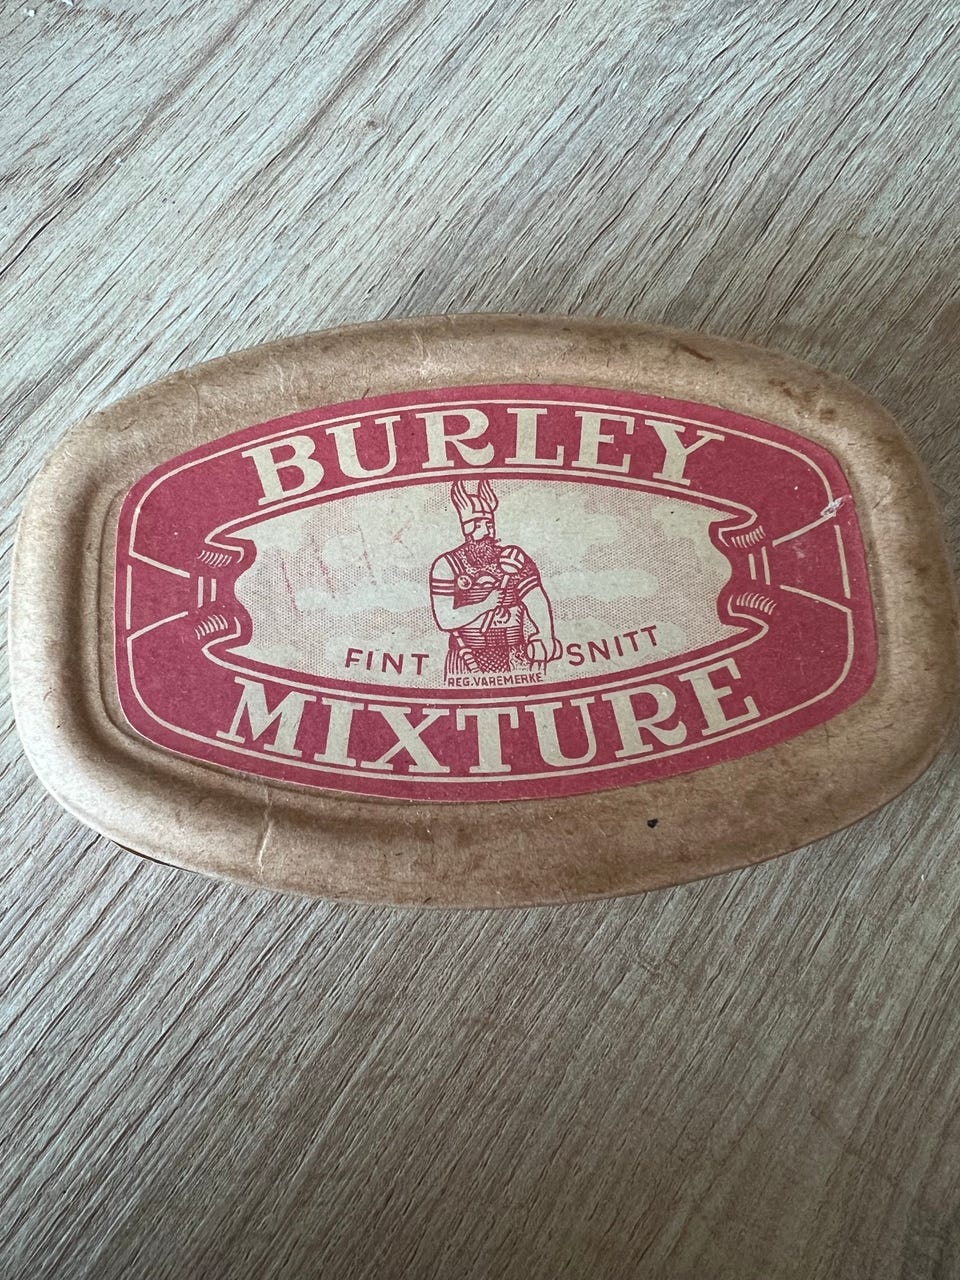 BURLEY
FINT SNITT
REG. VAREMERKE
MIXTURE